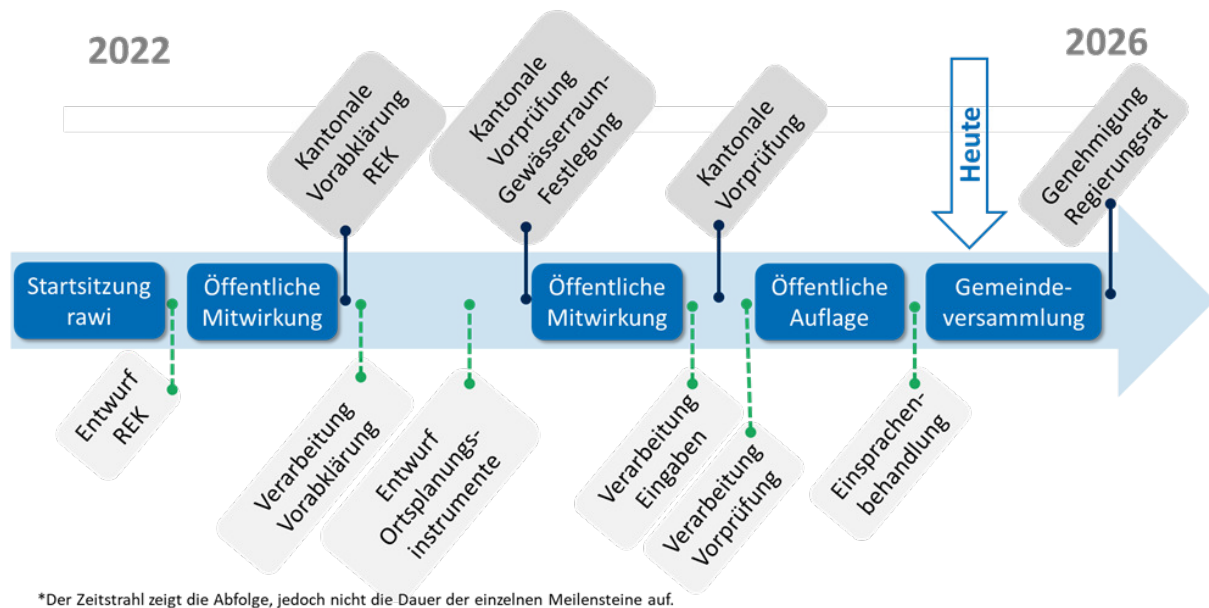 2022
2026
Kantonale
Vorabklärung
REK
Kantonale
Vorprüfung
Gewässerraum-
Festlegung
Kantonale
Vorprüfung
Heute
Genehmigung
Regierungsrat
Startsitzung
rawi
Öffentliche
Mitwirkung
Öffentliche
Mitwirkung
Öffentliche
Auflage
Gemeinde-
versammlung
Entwurf
REK
Verarbeitung
Vorabklärung
Entwurf
Ortsplanungs-
instrumente
Verarbeitung
Eingaben
Verarbeitung
Vorprüfung
Einsprachen-
behandlung
*Der Zeitstrahl zeigt die Abfolge, jedoch nicht die Dauer der einzelnen Meilensteine auf.